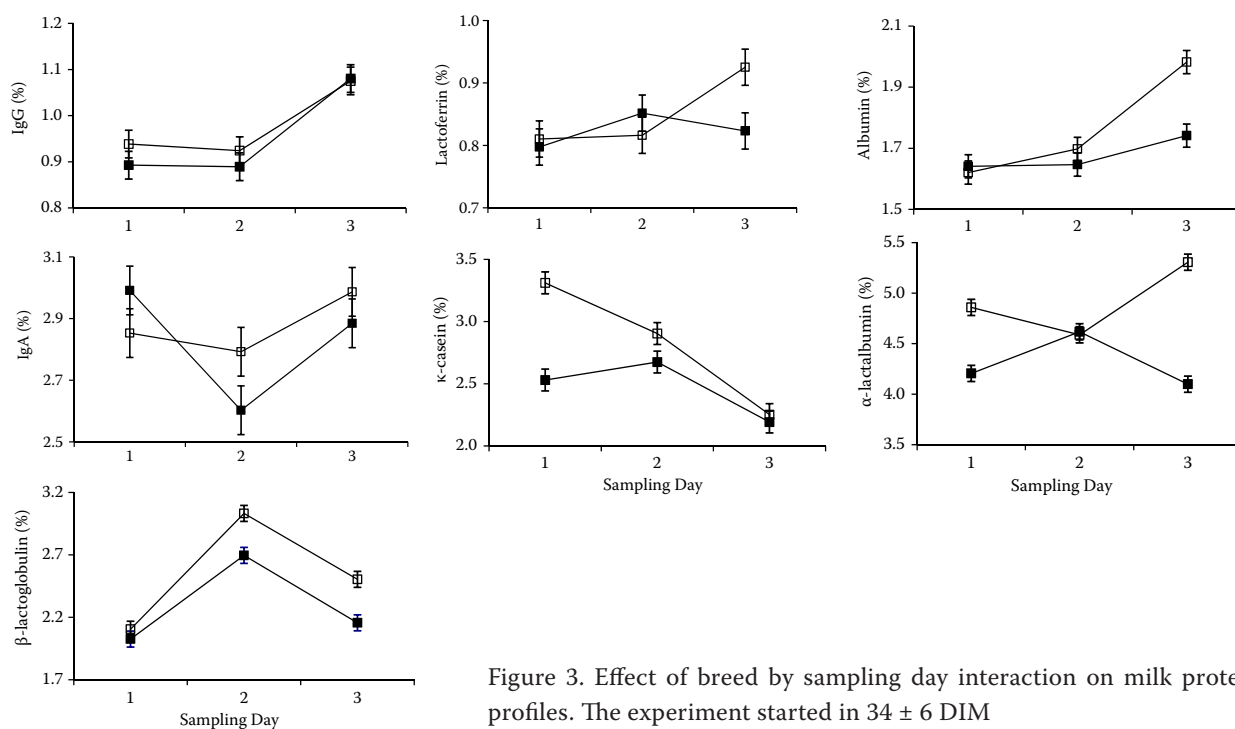 IgG (%)
1.2
1.1
1.0
0.9
0.8
1 2 3
Lactoferrin (%)
1.0
0.9
0.8
0.7
1 2 3
Albumin (%)
2.1
1.9
1.7
1.5
1 2 3
IgA (%)
3.1
2.9
2.7
2.5
1 2 3
κ-casein (%)
3.5
3.0
2.5
2.0
1 2 3
Sampling Day
α-lactalbumin (%)
5.5
5.0
4.5
4.0
3.5
1 2 3
Sampling Day
β-lactoglobulin (%)
3.2
2.7
2.2
1.7
1 2 3
Sampling Day
Figure 3. Effect of breed by sampling day interaction on milk prote
profiles. The experiment started in 34 ± 6 DIM